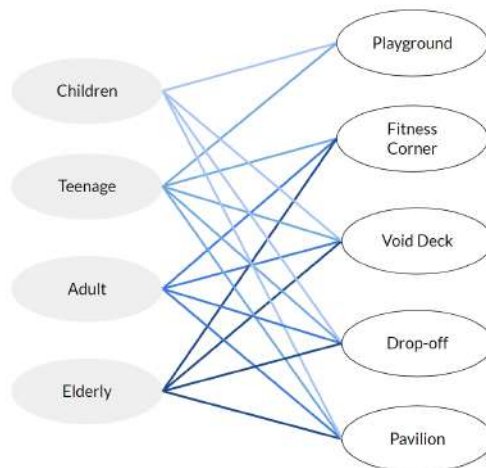 Children
Teenage
Adult
Elderly
Playground
Fitness
Corner
Void Deck
Drop-off
Pavilion